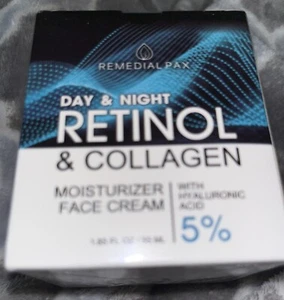 REMEDIAL PAX
DAY & NIGHT
RETINOL
& COLLAGEN
MOISTURIZER
FACE CREAM
WITH
HYALURONIC
ACID
5%